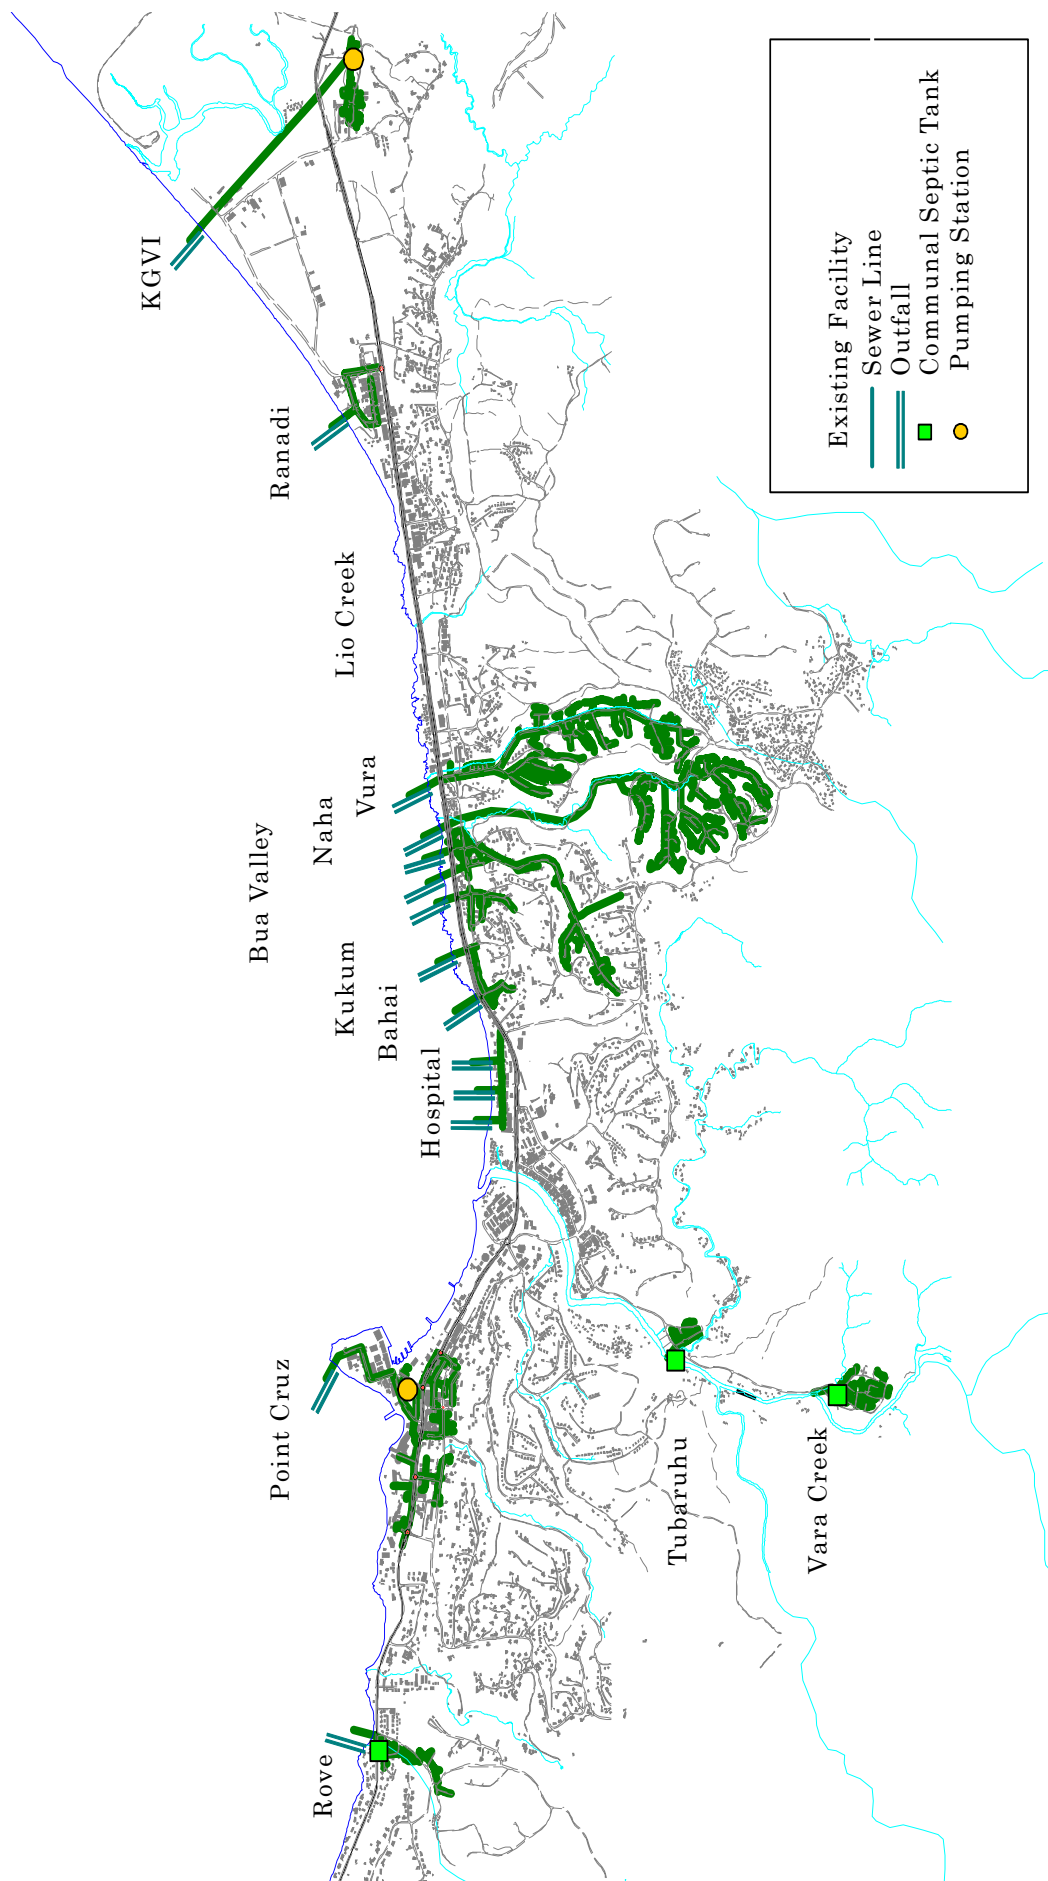 Rove
Point Cruz
Tubaruhu
Vara Creek
Hospital
Bahai
Kukum
Bua Valley
Naha
Vura
Lio Creek
Ranadi
KGVI
Existing Facility
Sewer Line
Outfall
Communal Septic Tank
Pumping Station